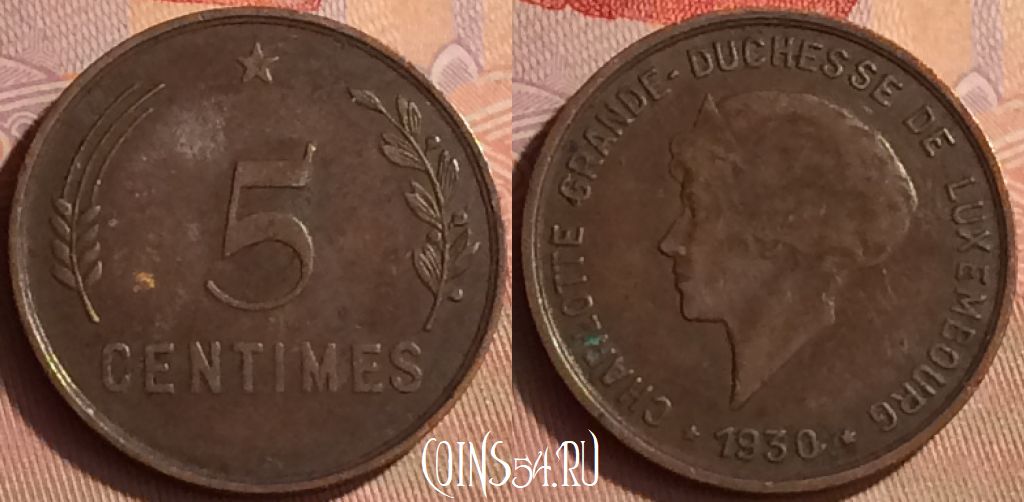 5
CENTIMES
CHARLOTTE GRANDE-DUCHESSE DE LUXEMBOURG
* 1930 *
COINS54.RU